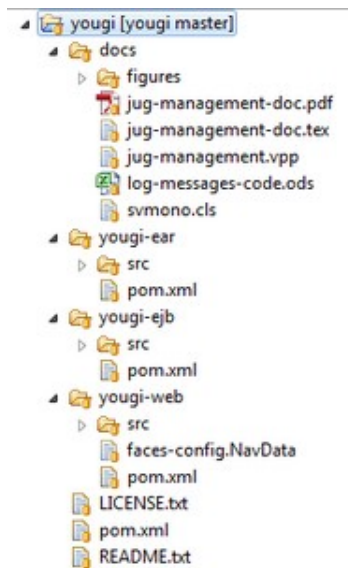 yougi [yougi master]
docs
figures
jug-management-doc.pdf
jug-management-doc.tex
jug-management.vpp
log-messages-code.ods
svmono.cls
yougi-ear
src
pom.xml
yougi-ejb
src
pom.xml
yougi-web
src
faces-config.NavData
pom.xml
LICENSE.txt
pom.xml
README.txt